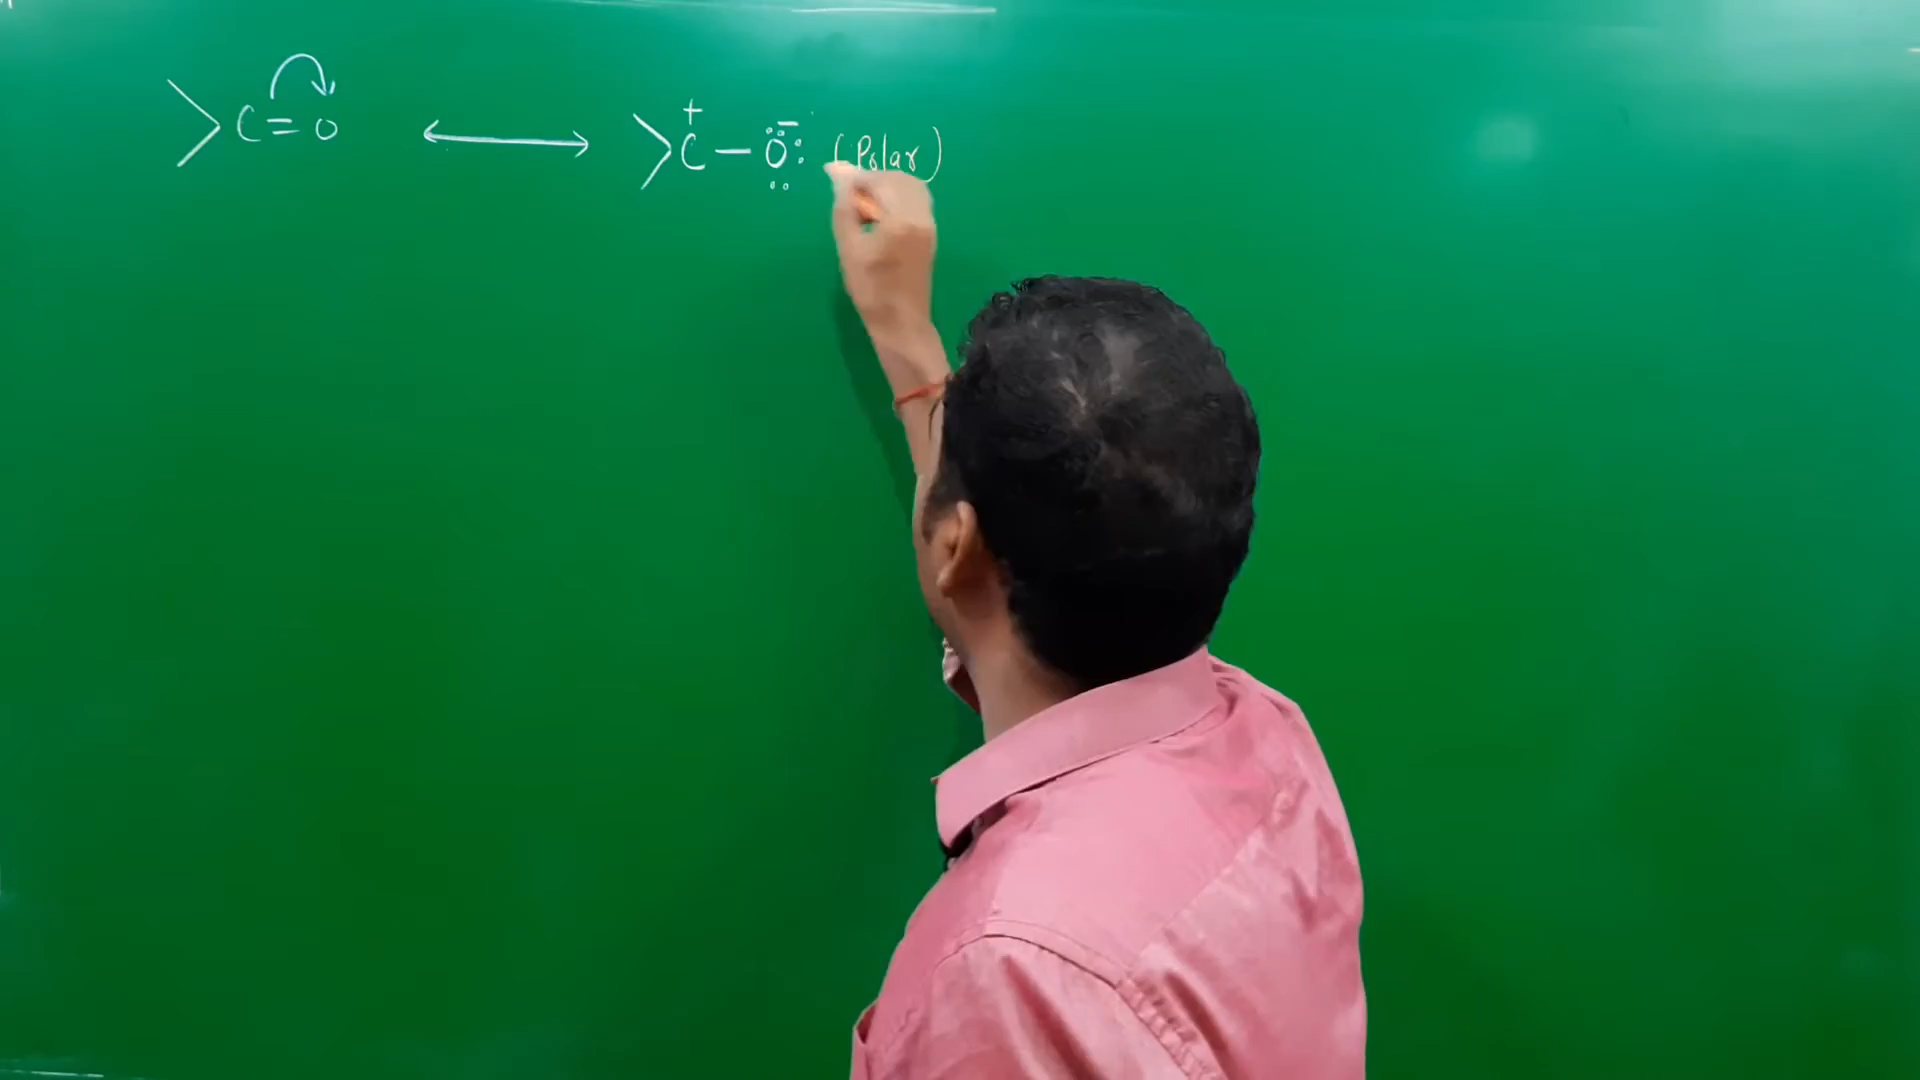 >C=O ⟷ >C⁺—Ö̈:⁻ (Polar)